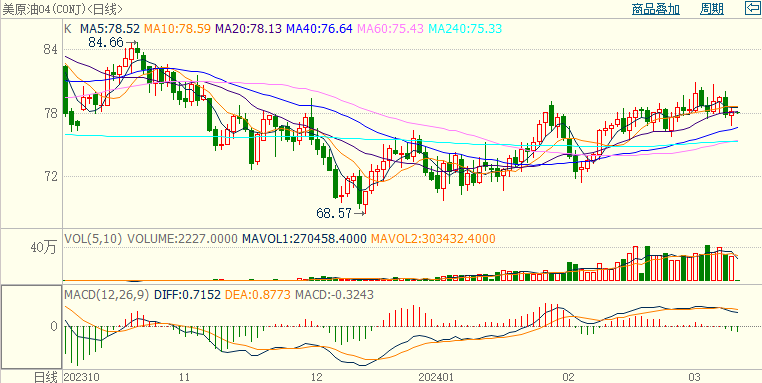 美原油04(CONJ)<日线> 商品叠加 周期
K MA5:78.52 MA10:78.59 MA20:78.13 MA40:76.64 MA60:75.43 MA240:75.33
84.66
84
78
72
68.57
VOL(5,10) VOLUME:2227.0000 MAVOL1:270458.4000 MAVOL2:303432.4000
40万
MACD(12,26,9) DIFF:0.7152 DEA:0.8773 MACD:-0.3243
0
日线 202310 11 12 202401 02 03